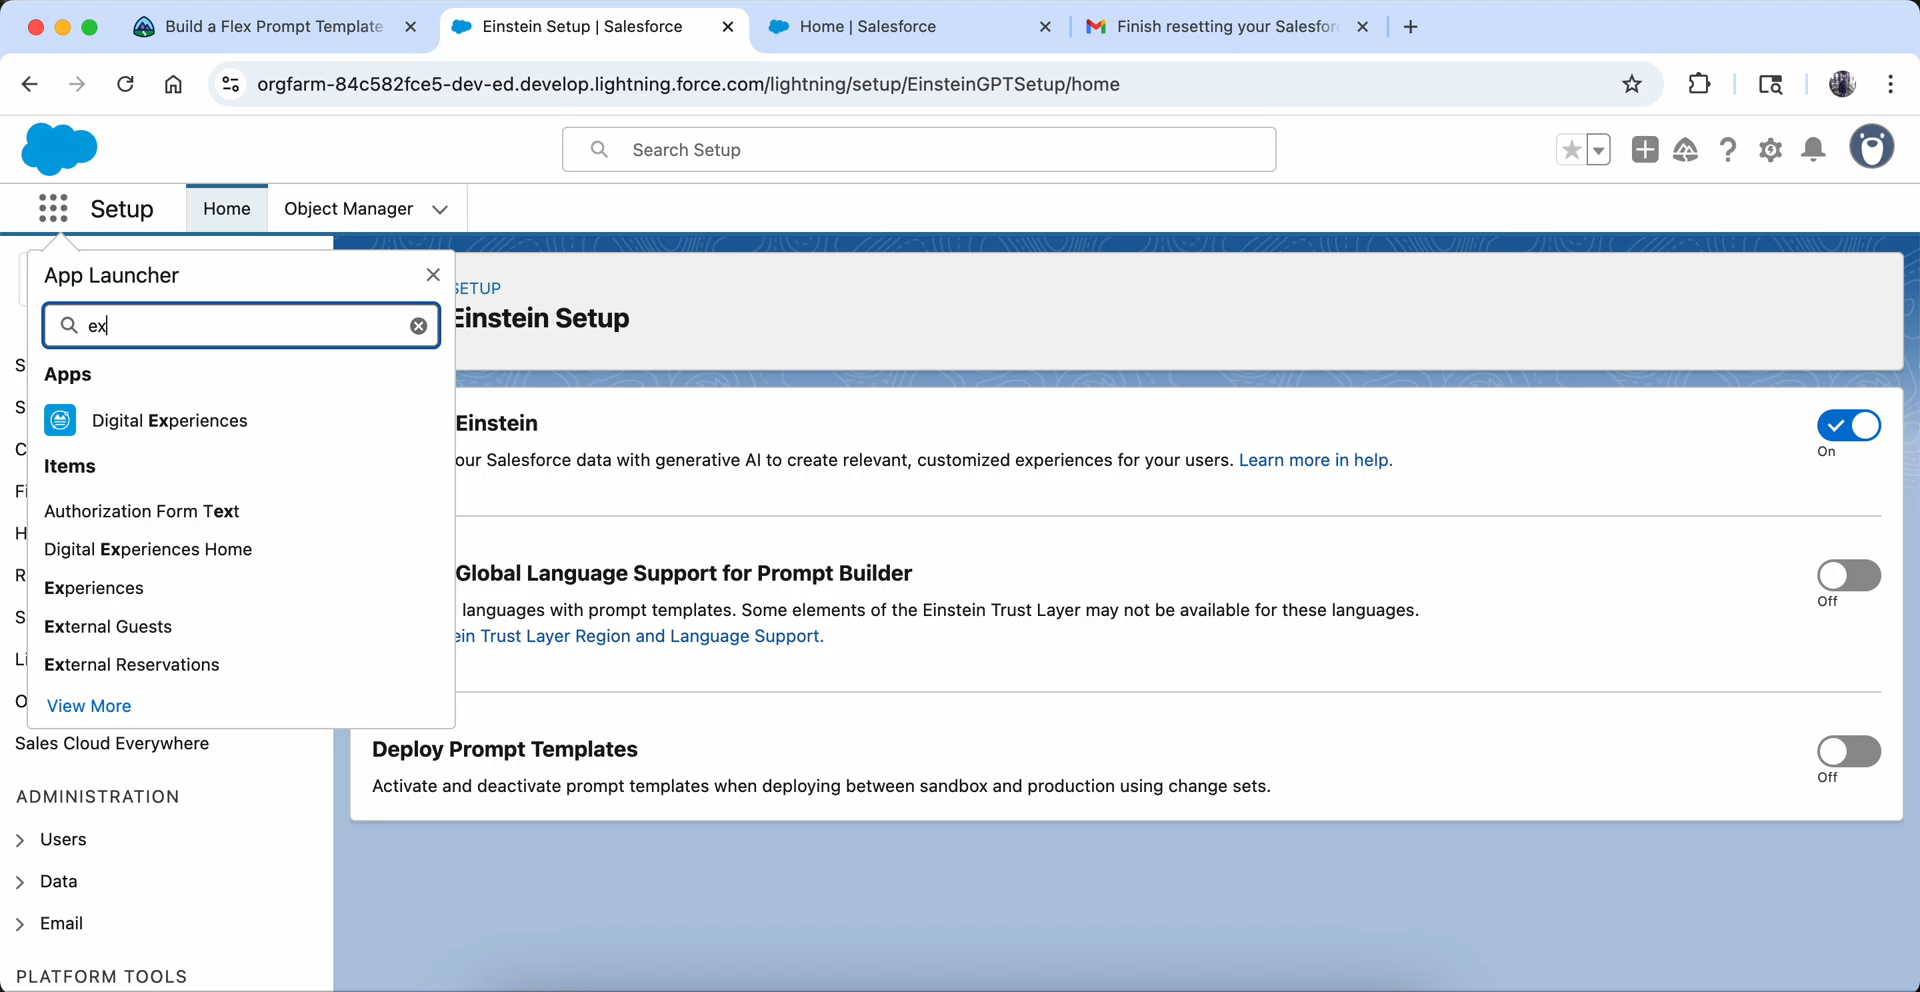 Build a Flex Prompt Template
Einstein Setup | Salesforce
Home | Salesforce
Finish resetting your Salesfor
orgfarm-84c582fce5-dev-ed.develop.lightning.force.com/lightning/setup/EinsteinGPTSetup/home
Search Setup
Setup
Home
Object Manager
App Launcher
ex
Apps
Digital Experiences
Items
Authorization Form Text
Digital Experiences Home
Experiences
External Guests
External Reservations
View More
S
S
C
Fi
H
R
S
Li
O
Sales Cloud Everywhere
ADMINISTRATION
Users
Data
Email
PLATFORM TOOLS
SETUP
Einstein Setup
Einstein
our Salesforce data with generative AI to create relevant, customized experiences for your users. Learn more in help.
On
Global Language Support for Prompt Builder
languages with prompt templates. Some elements of the Einstein Trust Layer may not be available for these languages.
ein Trust Layer Region and Language Support.
Off
Deploy Prompt Templates
Activate and deactivate prompt templates when deploying between sandbox and production using change sets.
Off